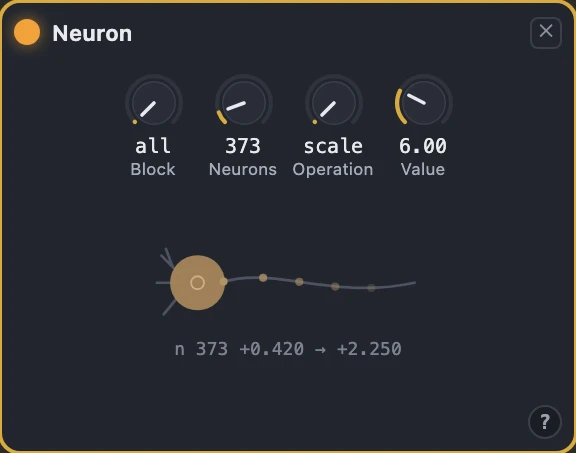 Neuron
all 373 scale 6.00
Block Neurons Operation Value
n 373 +0.420 → +2.250
?